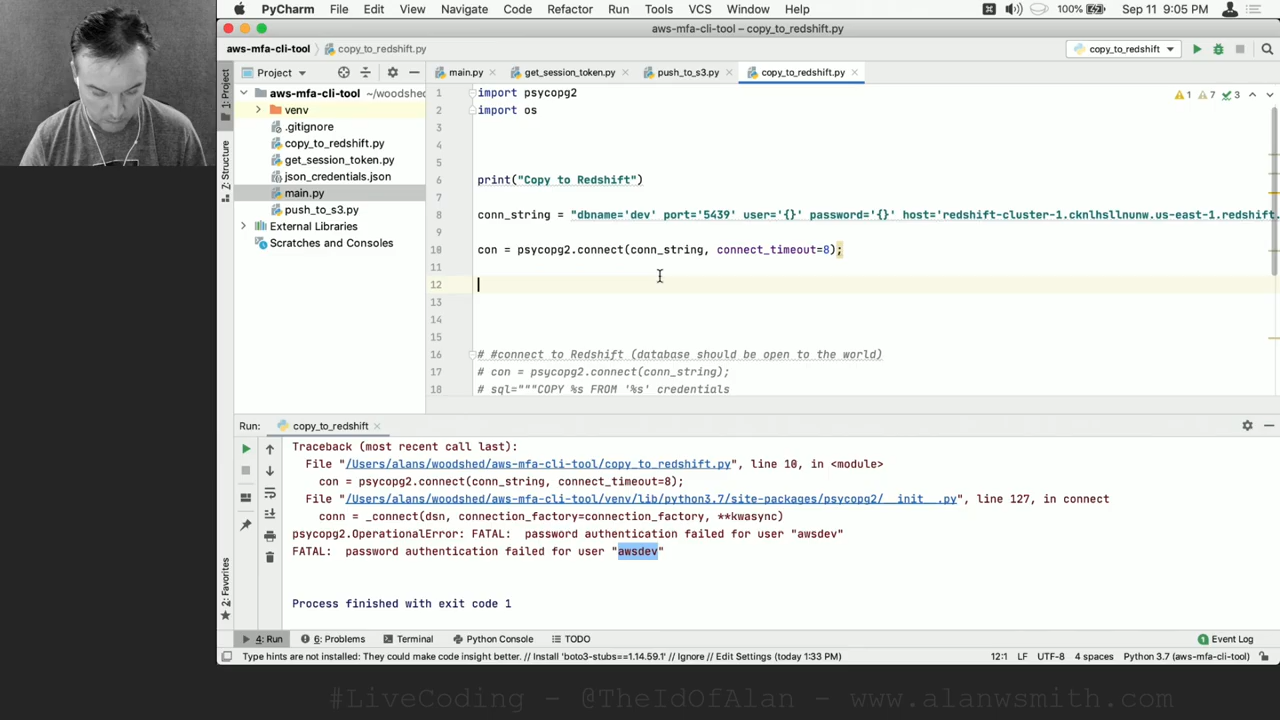 PyCharm File Edit View Navigate Code Refactor Run Tools VCS Window Help 100% Sep 11 9:05 PM
aws-mfa-cli-tool – copy_to_redshift.py
aws-mfa-cli-tool copy_to_redshift.py copy_to_redshift
Project main.py get_session_token.py push_to_s3.py copy_to_redshift.py
1: Project
Z: Structure
2: Favorites
aws-mfa-cli-tool ~/woodshed
venv
.gitignore
copy_to_redshift.py
get_session_token.py
json_credentials.json
main.py
push_to_s3.py
External Libraries
Scratches and Consoles
1 7 3
1 import psycopg2
2 import os
3
4
5
6 print("Copy to Redshift")
7
8 conn_string = "dbname='dev' port='5439' user='{}' password='{}' host='redshift-cluster-1.cknlhsllnunw.us-east-1.redshift.
9
10 con = psycopg2.connect(conn_string, connect_timeout=8);
11
12
13
14
15
16 # #connect to Redshift (database should be open to the world)
17 # con = psycopg2.connect(conn_string);
18 # sql="""COPY %s FROM '%s' credentials
Run: copy_to_redshift
Traceback (most recent call last):
File "/Users/alans/woodshed/aws-mfa-cli-tool/copy_to_redshift.py", line 10, in <module>
con = psycopg2.connect(conn_string, connect_timeout=8);
File "/Users/alans/woodshed/aws-mfa-cli-tool/venv/lib/python3.7/site-packages/psycopg2/__init__.py", line 127, in connect
conn = _connect(dsn, connection_factory=connection_factory, **kwasync)
psycopg2.OperationalError: FATAL:  password authentication failed for user "awsdev"
FATAL:  password authentication failed for user "awsdev"
Process finished with exit code 1
4: Run 6: Problems Terminal Python Console TODO 1 Event Log
Type hints are not installed: They could make code insight better. // Install 'boto3-stubs==1.14.59.1' // Ignore // Edit Settings (today 1:33 PM) 12:1 LF UTF-8 4 spaces Python 3.7 (aws-mfa-cli-tool)
#LiveCoding - @TheIdOfAlan - www.alanwsmith.com